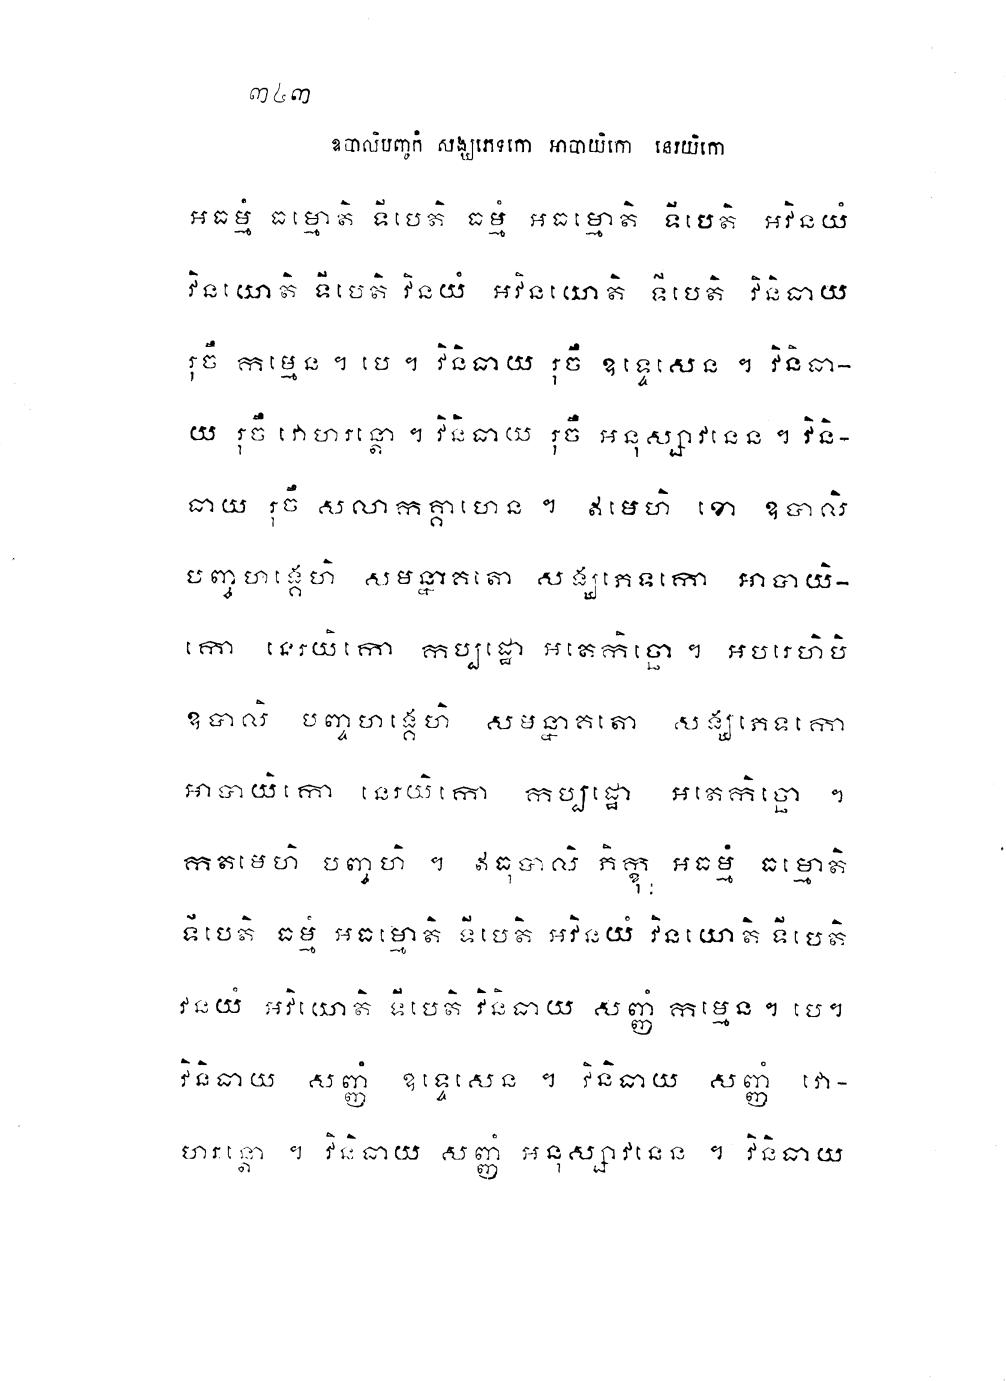 ៣៤៣
ឧបាលិបញ្ចកំ សង្ឃភេទកោ អាបាយិកោ នេរយិកោ
អធម្មំ ធម្មោតិ ទីបេតិ ធម្មំ អធម្មោតិ ទីបេតិ អវិនយំ
វិនយោតិ ទីបេតិ វិនយំ អវិនយោតិ ទីបេតិ វិនិធាយ
រុចឹ កម្មេន ។ បេ ។ វិនិធាយ រុចឹ ឧទ្ទេសេន ។ វិនិធា-
យ រុចឹ វោហរន្តោ ។ វិនិធាយ រុចឹ អនុស្សាវនេន ។ វិនិ-
ធាយ រុចឹ សលាកគ្គាហេន ។ ឥមេហិ ខោ ឧបាលិ
បញ្ចហង្គេហិ សមន្នាគតោ សង្ឃភេទកោ អាបាយិ-
កោ នេរយិកោ កប្បដ្ឋោ អតេកិច្ឆោ ។ អបរេហិបិ
ឧបាលិ បញ្ចហង្គេហិ សមន្នាគតោ សង្ឃភេទកោ
អាបាយិកោ នេរយិកោ កប្បដ្ឋោ អតេកិច្ឆោ ។
កតមេហិ បញ្ចហិ ។ ឥធុបាលិ ភិក្ខុ អធម្មំ ធម្មោតិ
ទីបេតិ ធម្មំ អធម្មោតិ ទីបេតិ អវិនយំ វិនយោតិ ទីបេតិ
វនយំ អវិយោតិ ទីបេតិ វិនិធាយ សញ្ញំ កម្មេន ។ បេ។
វិនិធាយ សញ្ញំ ឧទ្ទេសេន ។ វិនិធាយ សញ្ញំ វោ-
ហរន្តោ ។ វិនិធាយ សញ្ញំ អនុស្សាវនេន ។ វិនិធាយ